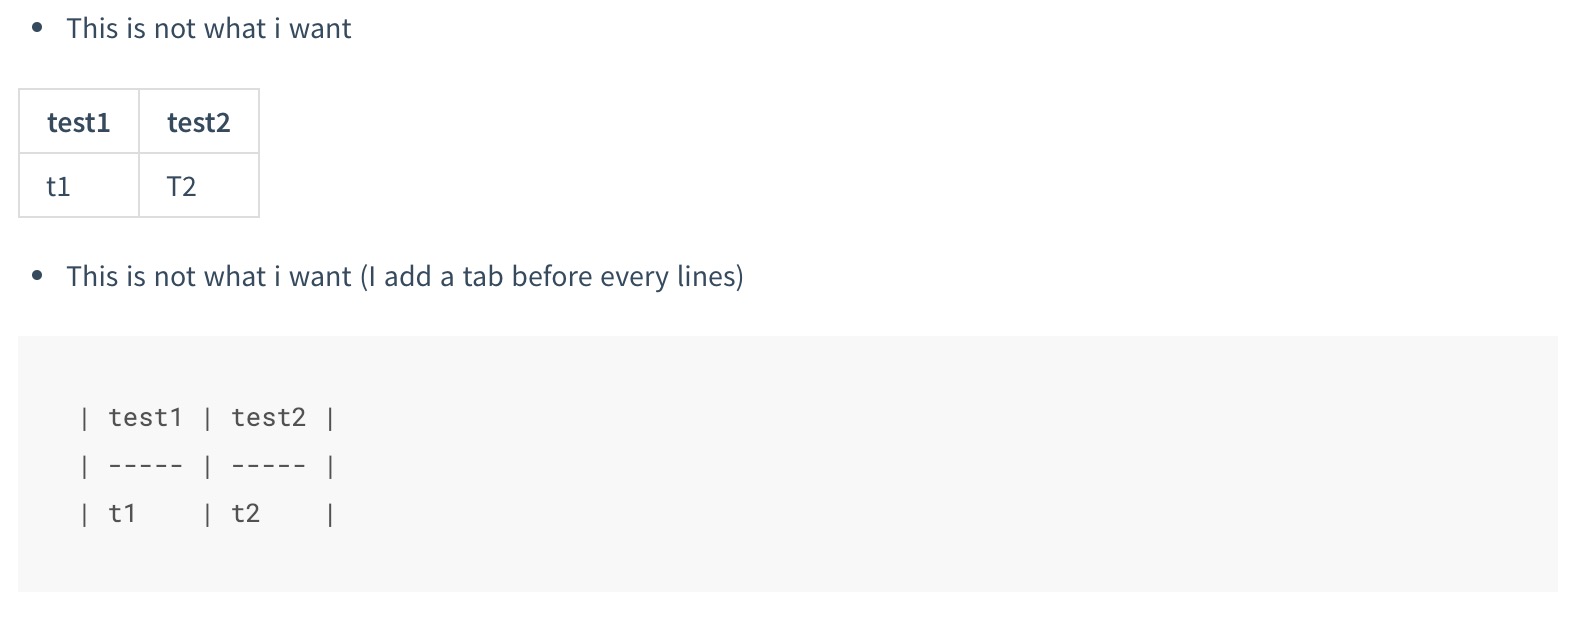 This is not what i want
test1 test2
t1 T2
This is not what i want (I add a tab before every lines)
| test1 | test2 |
| ----- | ----- |
| t1    | t2    |